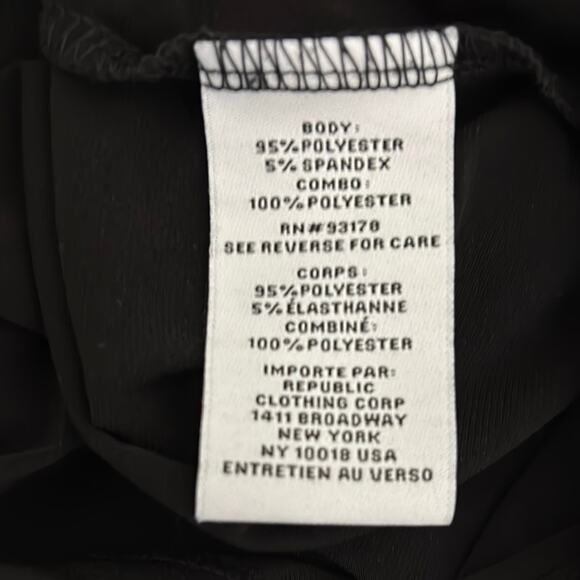 BODY:
95% POLYESTER
5% SPANDEX
COMBO:
100% POLYESTER
RN# 93178
SEE REVERSE FOR CARE
CORPS:
95% POLYESTER
5% ÉLASTHANNE
COMBINÉ:
100% POLYESTER
IMPORTE PAR:
REPUBLIC
CLOTHING CORP
1411 BROADWAY
NEW YORK
NY 10018 USA
ENTRETIEN AU VERSO